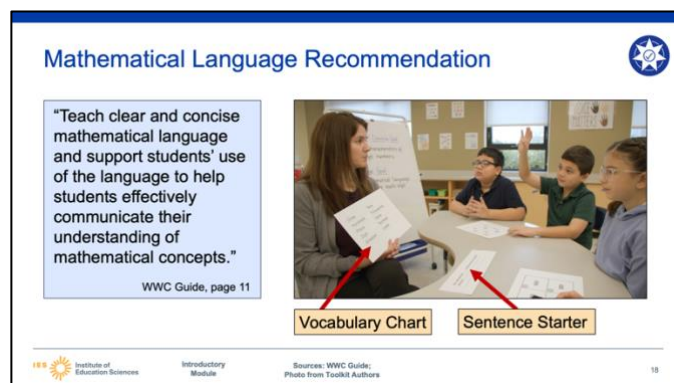 Mathematical Language Recommendation
“Teach clear and concise
mathematical language
and support students’ use
of the language to help
students effectively
communicate their
understanding of
mathematical concepts.”
WWC Guide, page 11
Vocabulary Chart
Sentence Starter
IES
Institute of
Education Sciences
Introductory
Module
Sources: WWC Guide;
Photo from Toolkit Authors
18